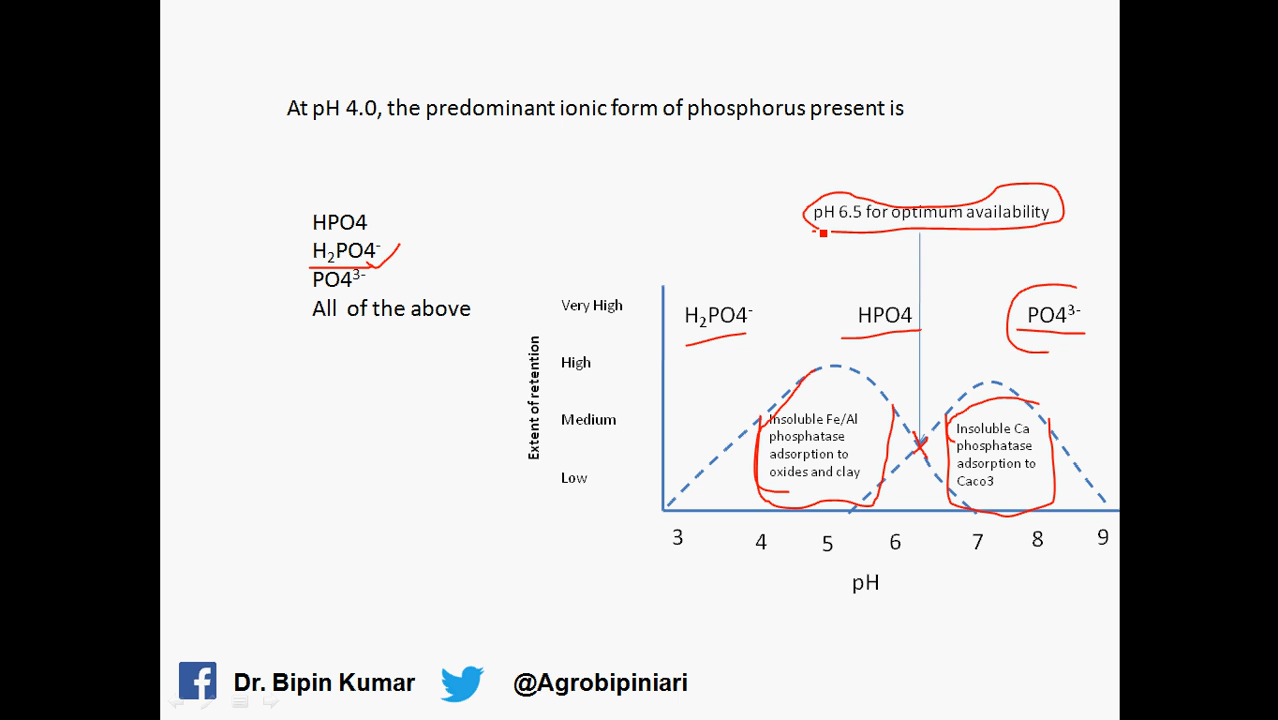 At pH 4.0, the predominant ionic form of phosphorus present is
pH 6.5 for optimum availability
HPO4
H₂PO4⁻
PO4³⁻
All of the above
Extent of retention
Very High
High
Medium
Low
H₂PO4⁻
HPO4
PO4³⁻
Insoluble Fe/Al
phosphatase
adsorption to
oxides and clay
Insoluble Ca
phosphatase
adsorption to
Caco3
3 4 5 6 7 8 9
pH
Dr. Bipin Kumar
@Agrobipiniari